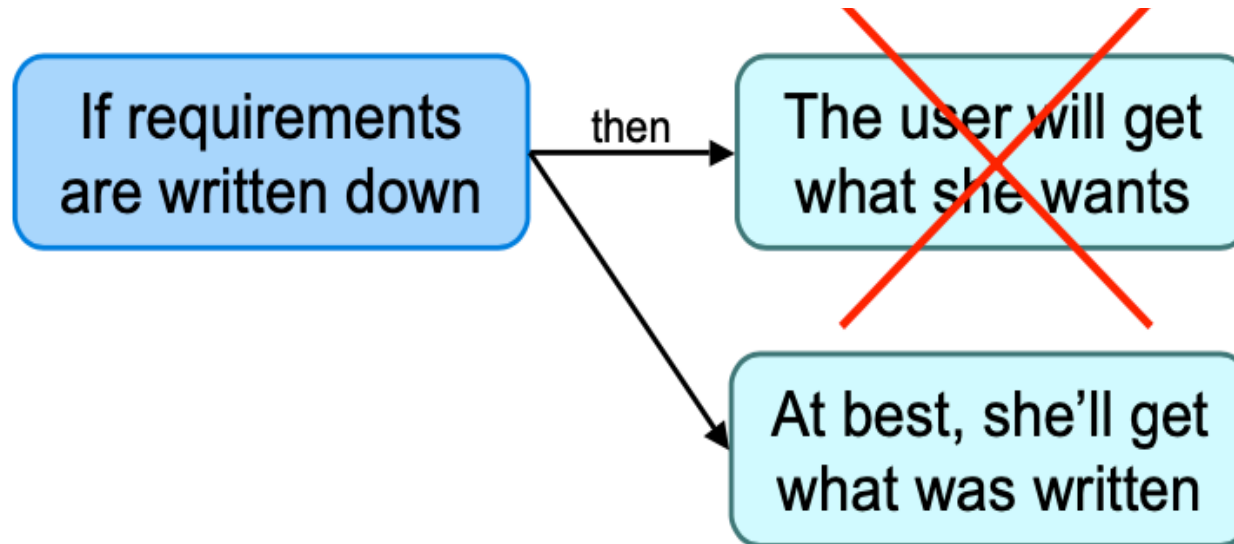 If requirements
are written down
then
The user will get
what she wants
At best, she’ll get
what was written